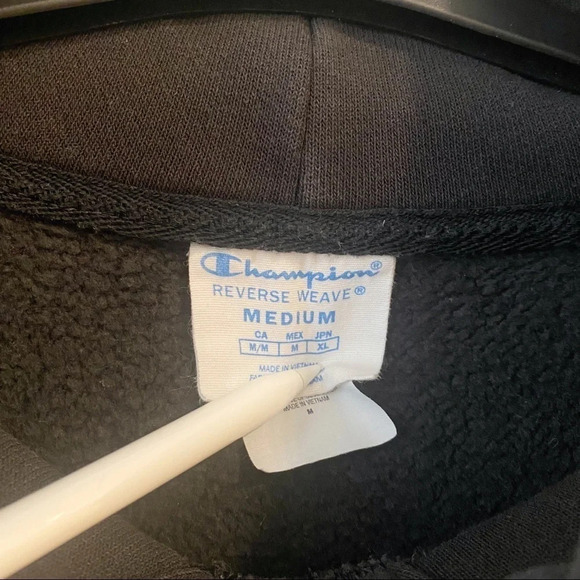 Champion®
REVERSE WEAVE®
MEDIUM
CA MEX JPN
M/M M XL
MADE IN VIETNAM
MADE IN VIETNAM
M